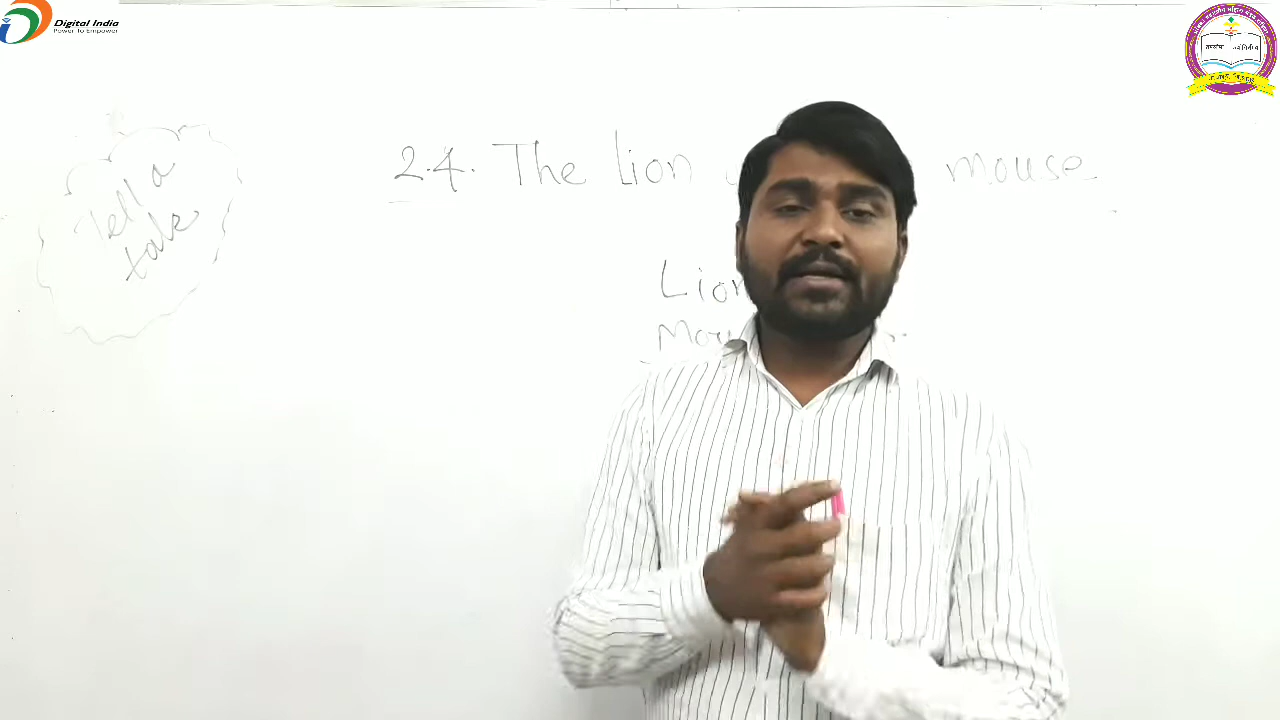 Digital India
Power To Empower
Tell a
tale
2.4. The lion mouse
Lion